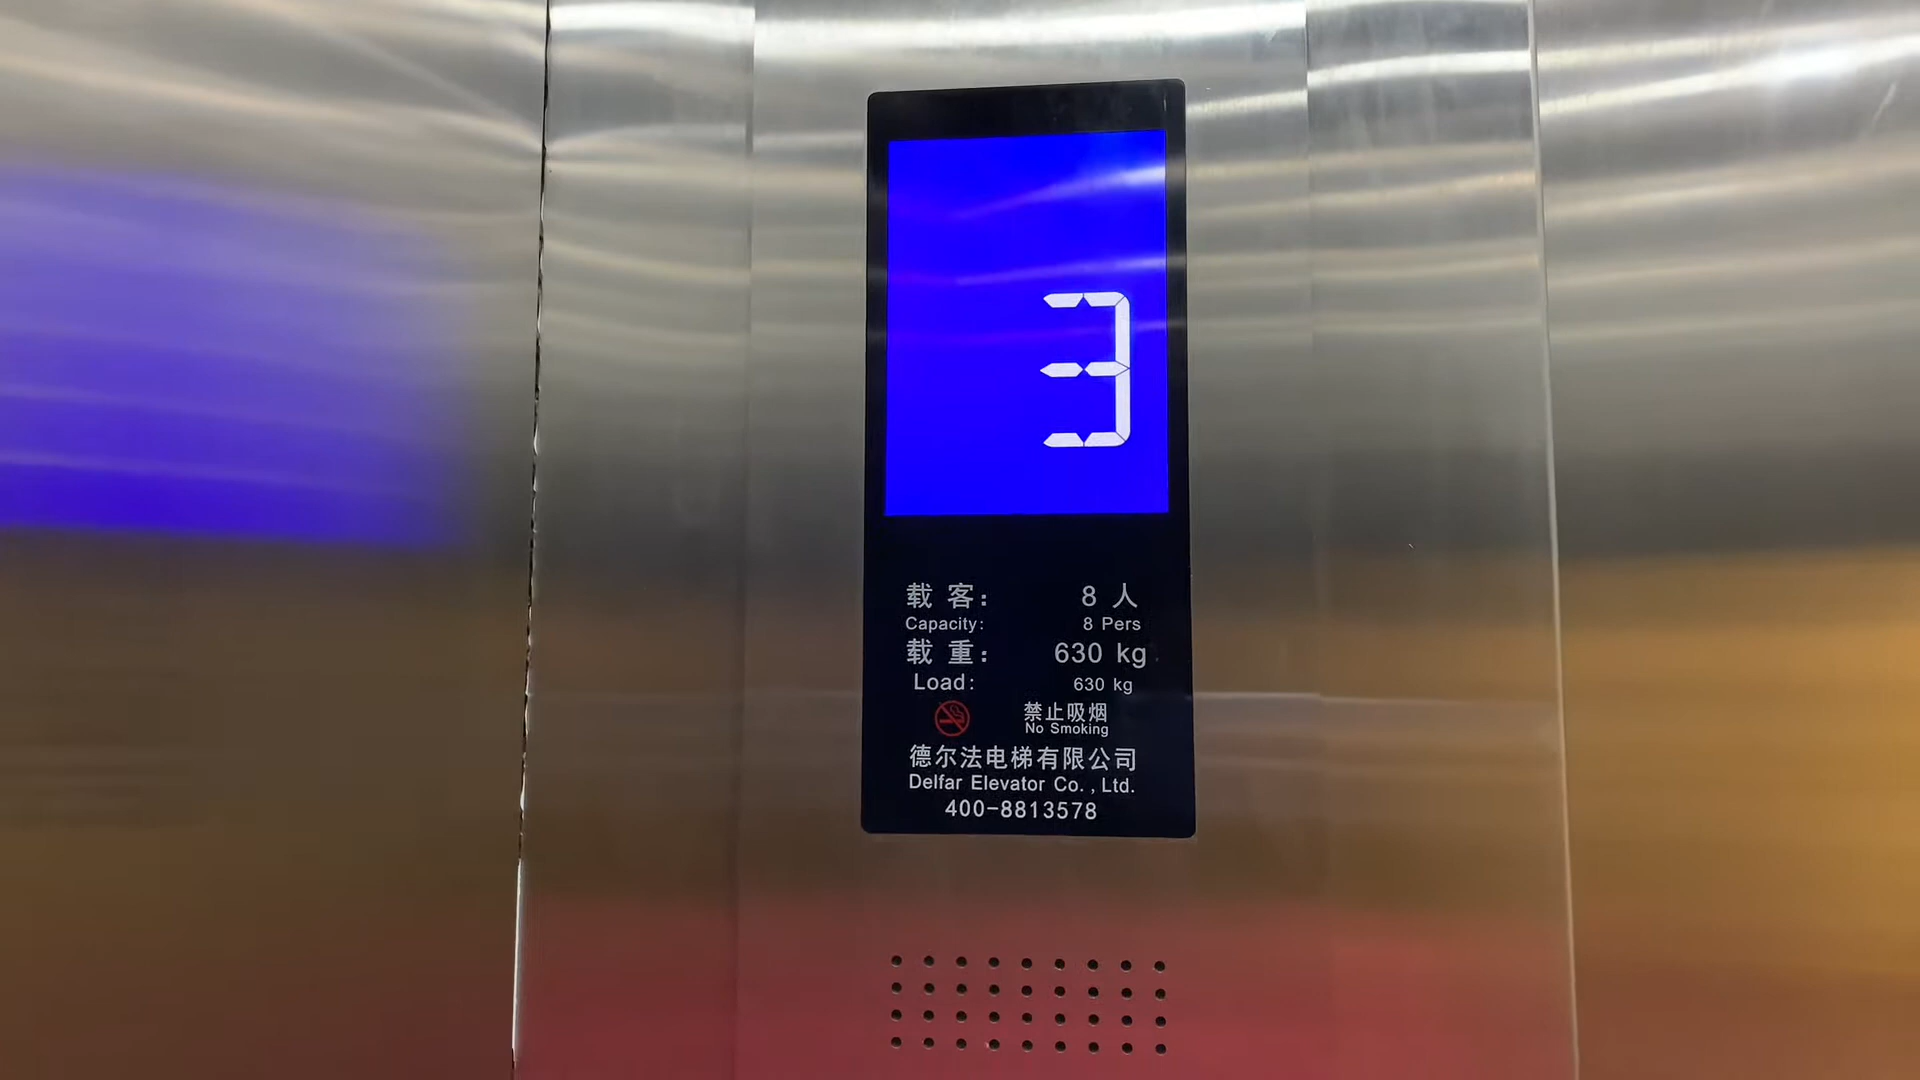 3
载 客： 8 人
Capacity: 8 Pers
载 重： 630 kg
Load: 630 kg
禁止吸烟
No Smoking
德尔法电梯有限公司
Delfar Elevator Co. , Ltd.
400-8813578